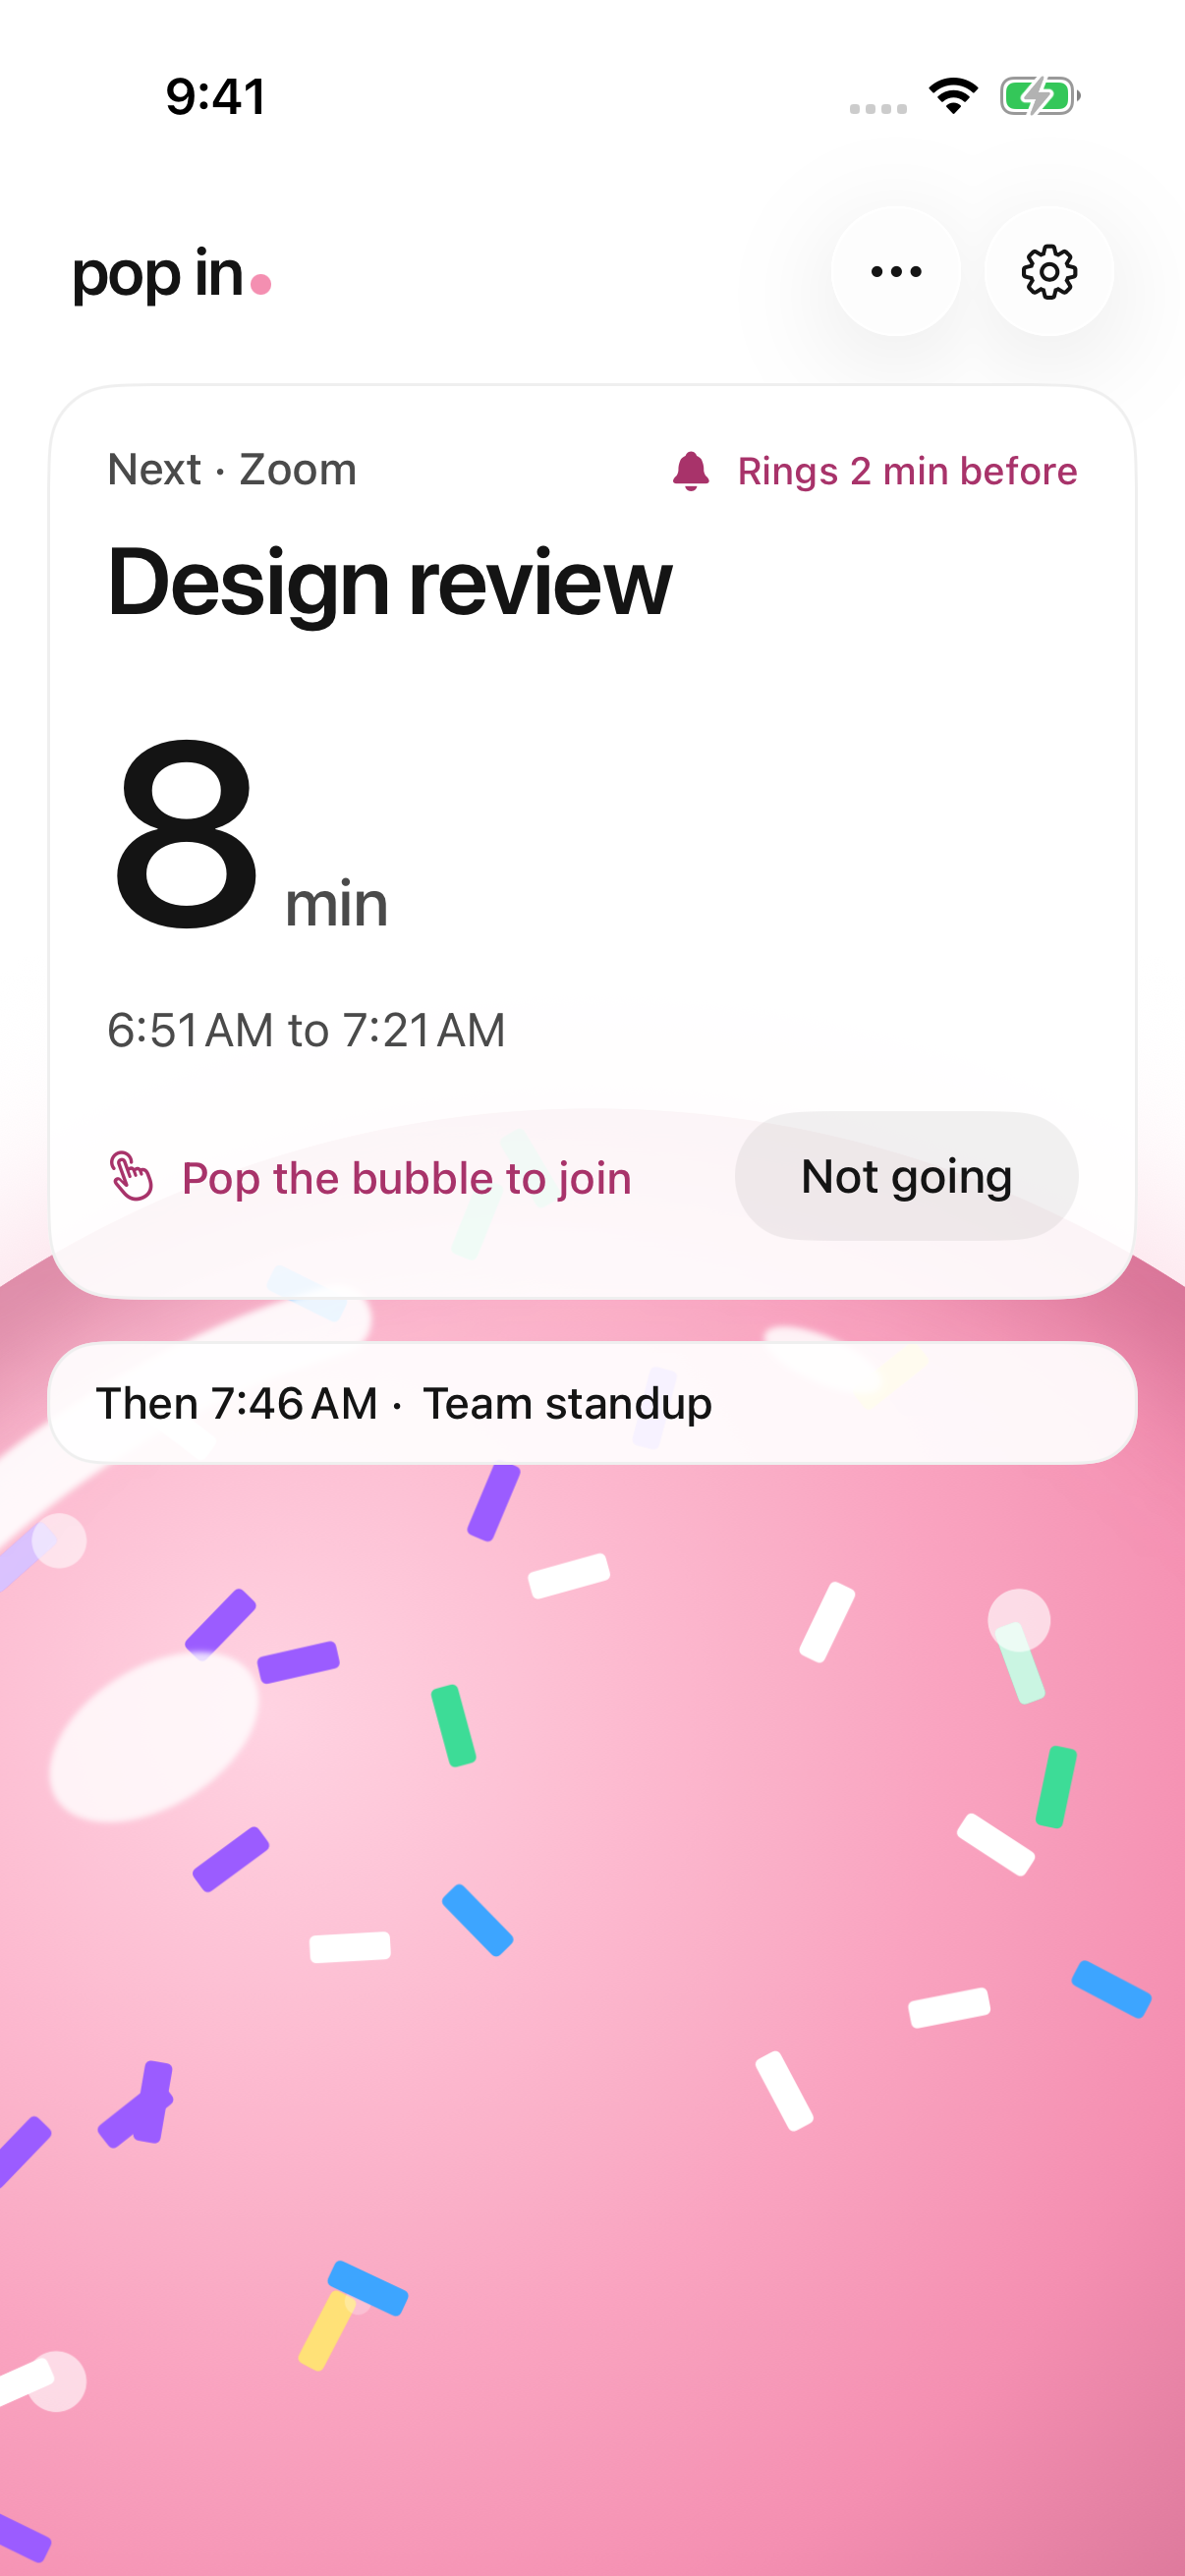 9:41
pop in
Next · Zoom
Rings 2 min before
Design review
8 min
6:51 AM to 7:21 AM
Pop the bubble to join
Not going
Then 7:46 AM · Team standup